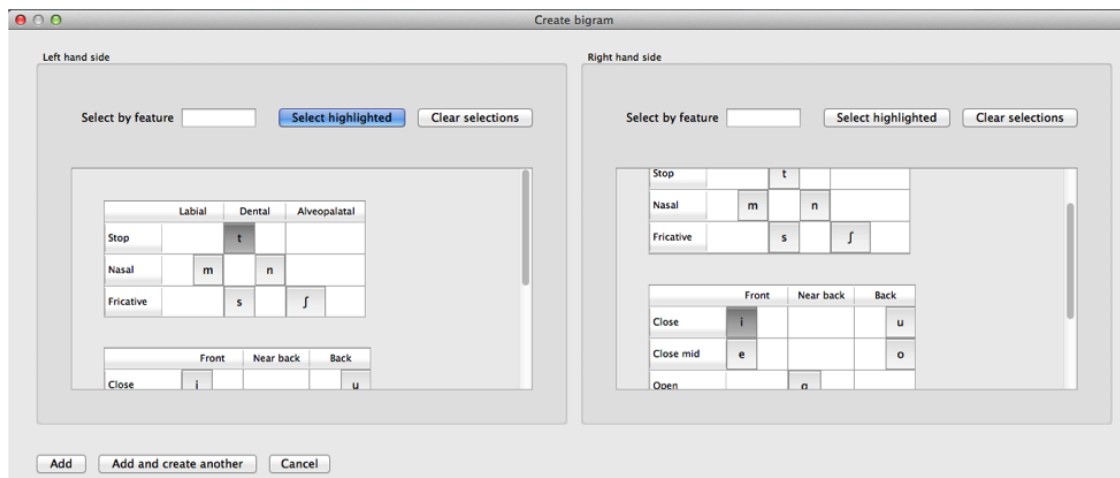 Create bigram
Left hand side
Select by feature Select highlighted Clear selections
Labial Dental Alveopalatal
Stop t
Nasal m n
Fricative s ʃ
Front Near back Back
Close i u
Right hand side
Select by feature Select highlighted Clear selections
Stop t
Nasal m n
Fricative s ʃ
Front Near back Back
Close i u
Close mid e o
Open ɑ
Add Add and create another Cancel